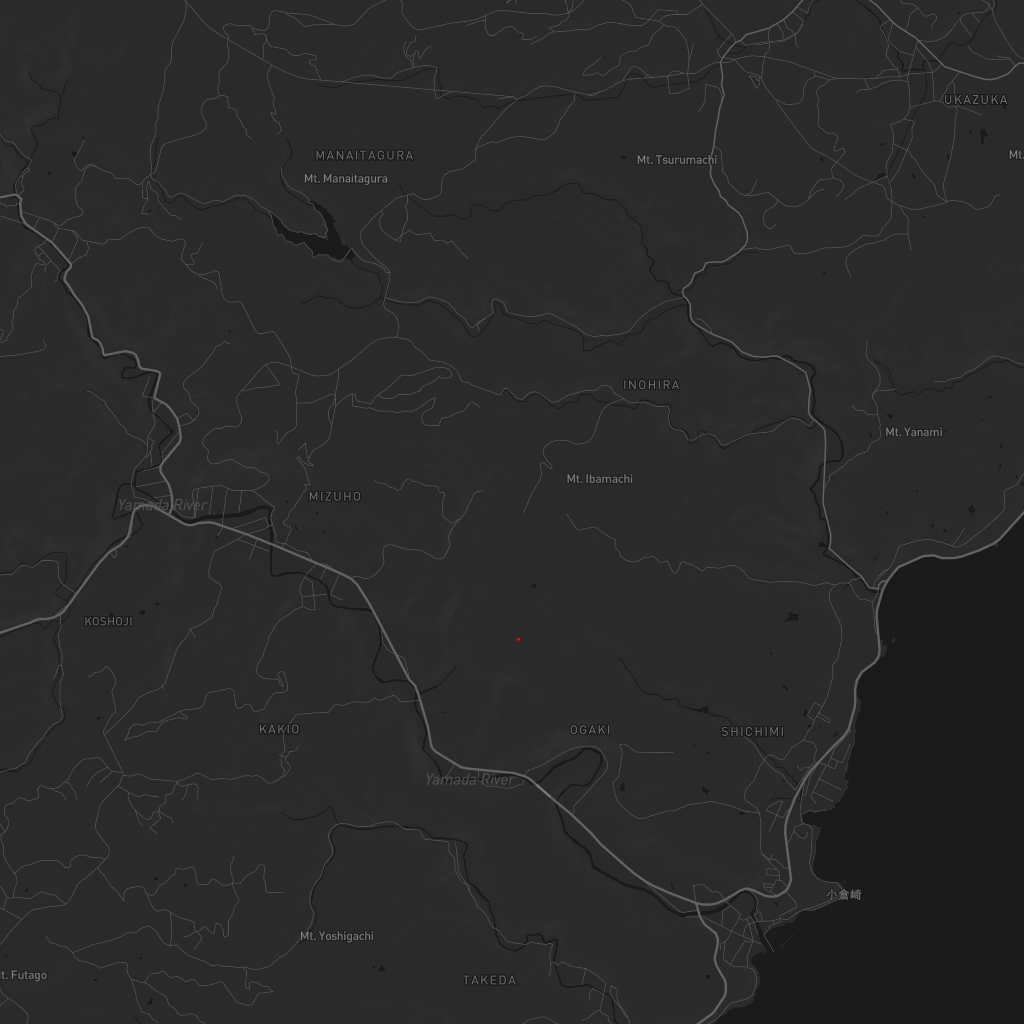 UKAZUKA
MANAITAGURA
Mt. Tsurumachi
Mt.
Mt. Manaitagura
INOHIRA
Mt. Yanami
Mt. Ibamachi
MIZUHO
Yamada River
KOSHOJI
KAKIO
OGAKI
SHICHIMI
Yamada River
小倉崎
Mt. Yoshigachi
t. Futago
TAKEDA